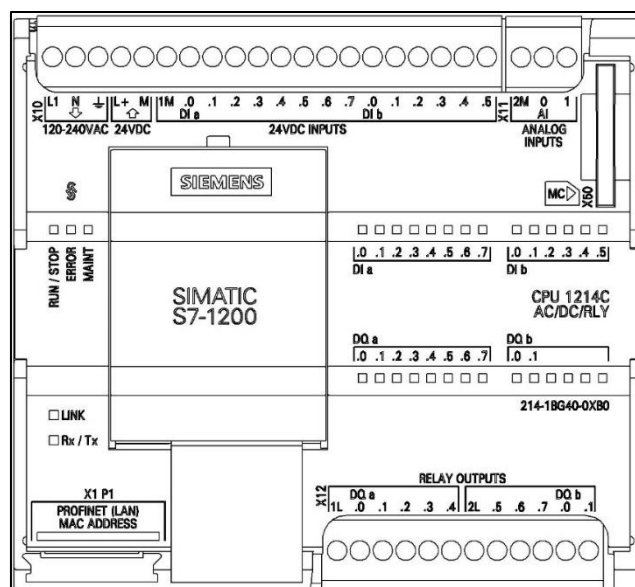 L1 N L+ M 1M .0 .1 .2 .3 .4 .5 .6 .7 .0 .1 .2 .3 .4 .5 2M 0 1
X10 DI a DI b X11 AI
120-240VAC 24VDC 24VDC INPUTS ANALOG
INPUTS
SIEMENS
MC X50
RUN / STOP
ERROR
MAINT
.0 .1 .2 .3 .4 .5 .6 .7 .0 .1 .2 .3 .4 .5
DI a DI b
SIMATIC
S7-1200
CPU 1214C
AC/DC/RLY
DQ a DQ b
.0 .1 .2 .3 .4 .5 .6 .7 .0 .1
214-1BG40-0XB0
LINK
Rx / Tx
RELAY OUTPUTS
X1 P1
PROFINET (LAN)
MAC ADDRESS
X12 DQ a DQ b
1L .0 .1 .2 .3 .4 2L .5 .6 .7 .0 .1